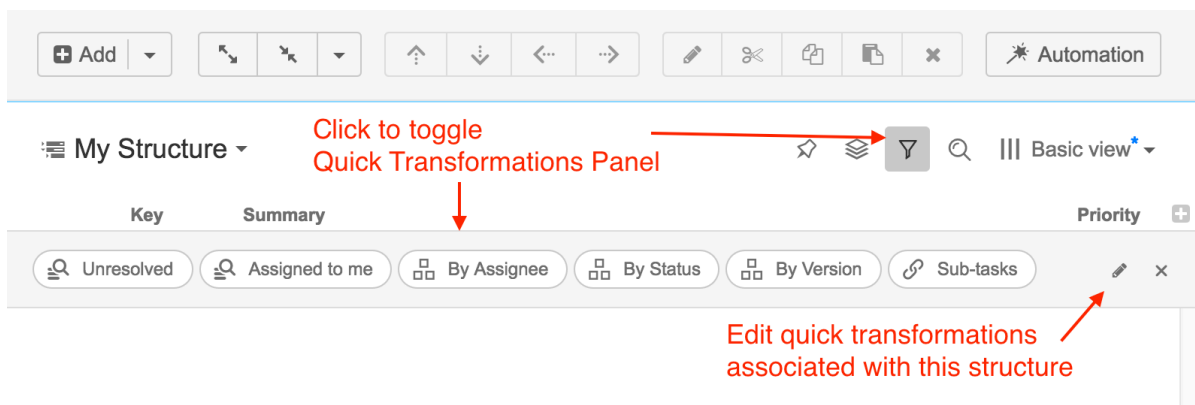 Add
Automation
My Structure
Click to toggle
Quick Transformations Panel
Basic view*
Key Summary Priority
Unresolved Assigned to me By Assignee By Status By Version Sub-tasks
Edit quick transformations
associated with this structure